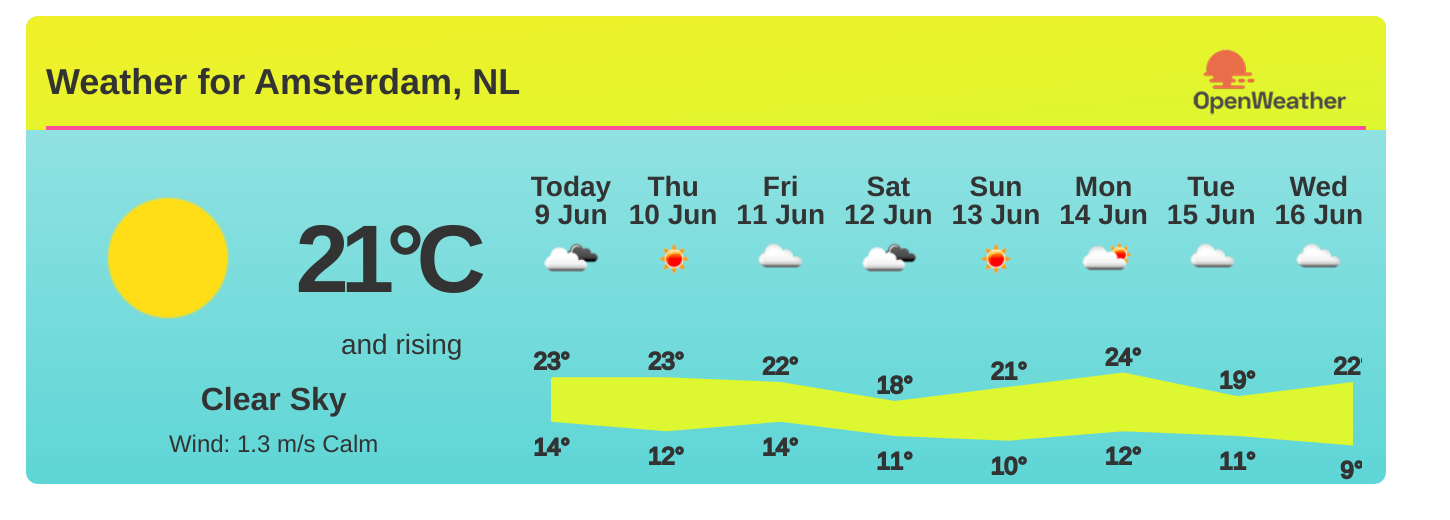 Weather for Amsterdam, NL
OpenWeather
Today Thu Fri Sat Sun Mon Tue Wed
9 Jun 10 Jun 11 Jun 12 Jun 13 Jun 14 Jun 15 Jun 16 Jun
21°C
and rising
Clear Sky
Wind: 1.3 m/s Calm
23° 23° 22° 18° 21° 24° 19° 22°
14° 12° 14° 11° 10° 12° 11° 9°